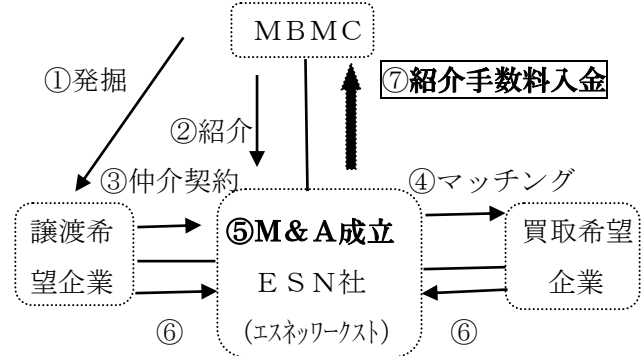 MBMC
①発掘
⑦紹介手数料入金
②紹介
③仲介契約
④マッチング
譲渡希
望企業
⑤M&A成立
ESN社
(エスネッワークスト)
買取希望
企業
⑥
⑥